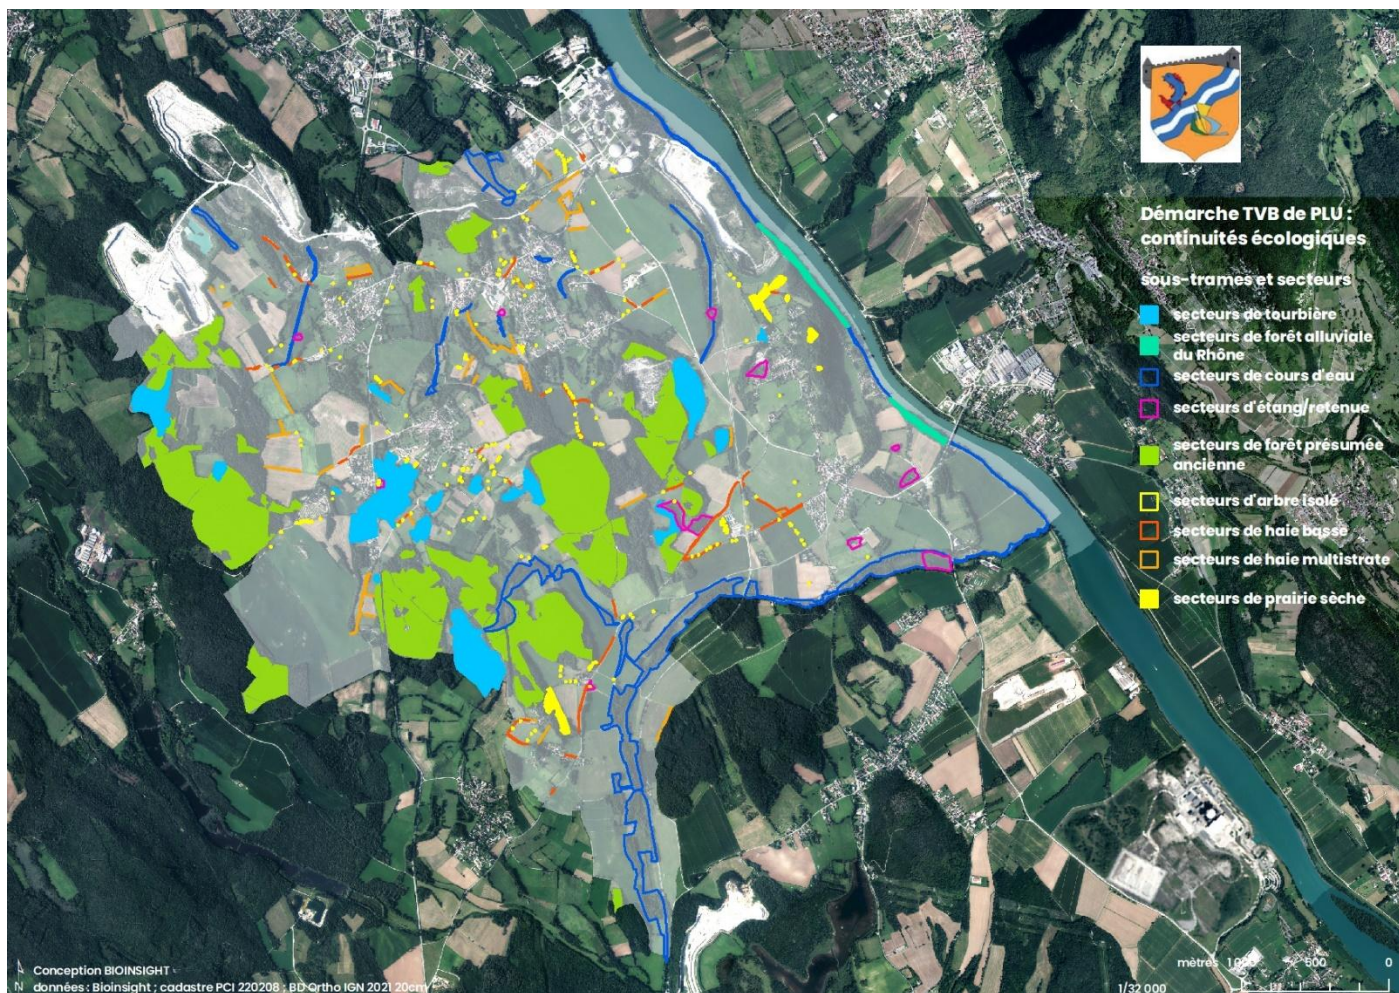 Démarche TVB de PLU :
continuités écologiques
sous-trames et secteurs
secteurs de tourbière
secteurs de forêt alluviale
du Rhône
secteurs de cours d'eau
secteurs d'étang/retenue
secteurs de forêt présumée
ancienne
secteurs d'arbre isolé
secteurs de haie basse
secteurs de haie multistrate
secteurs de prairie sèche
Conception BIOINSIGHT
N données : Bioinsight ; cadastre PCI 220208 ; BD Ortho IGN 2021 20cm
mètres 1 000 500 0
1/32 000